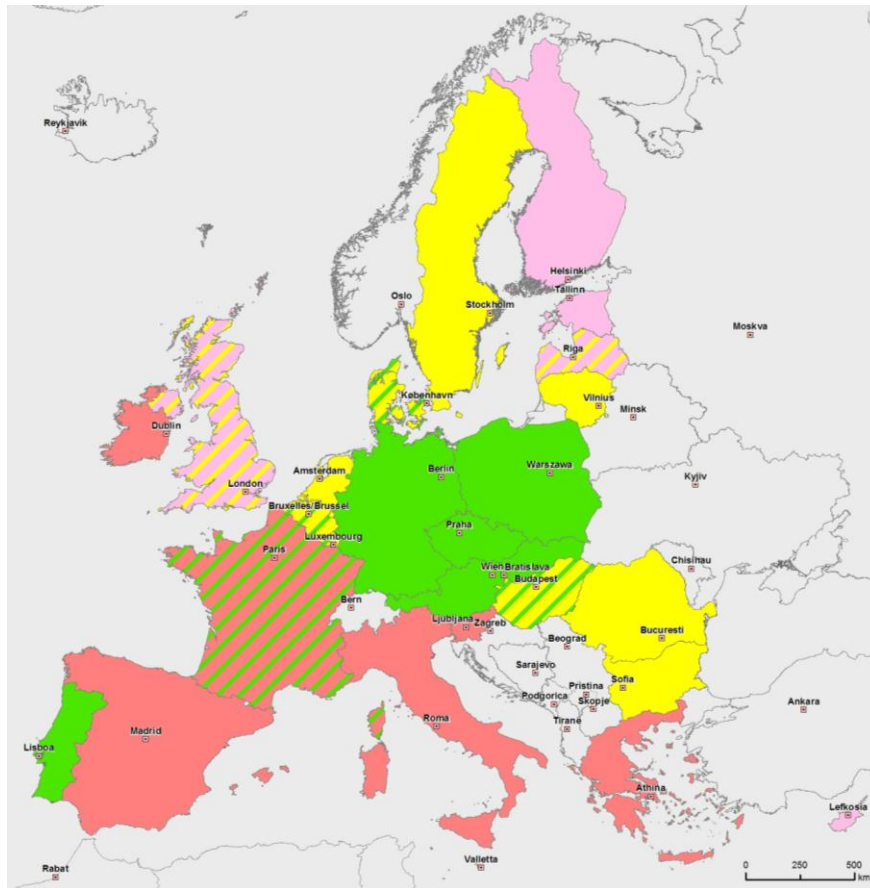 Reykjavik
Helsinki
Tallinn
Oslo
Stockholm
Moskva
Riga
København
Vilnius
Minsk
Dublin
Amsterdam
Berlin
Warszawa
London
Kyjiv
Bruxelles/Brussel
Praha
Luxembourg
Paris
Wien
Bratislava
Chisinau
Budapest
Bern
Ljubljana
Zagreb
Bucuresti
Beograd
Sarajevo
Pristina
Sofia
Podgorica
Skopje
Ankara
Roma
Tirane
Madrid
Lisboa
Athina
Lefkosia
Valletta
Rabat
0 250 500
km